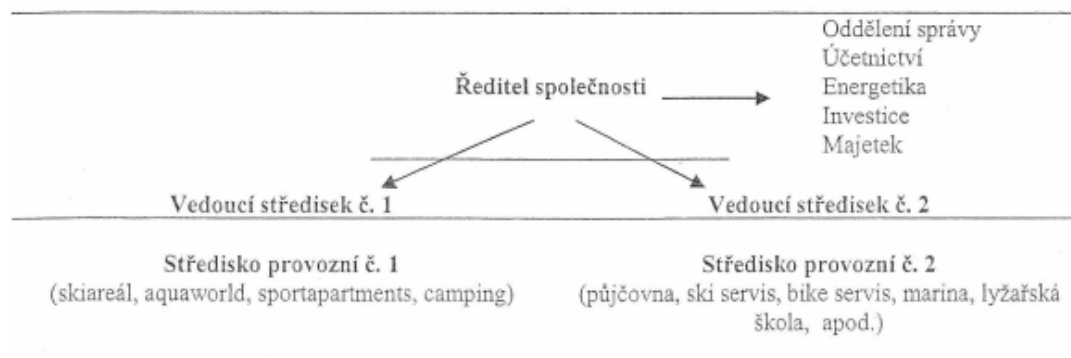 Oddělení správy
Účetnictví
Ředitel společnosti
Energetika
Investice
Majetek
Vedoucí středisek č. 1
Vedoucí středisek č. 2
Středisko provozní č. 1
(skiareál, aquaworld, sportapartments, camping)
Středisko provozní č. 2
(půjčovna, ski servis, bike servis, marina, lyžařská
škola, apod.)